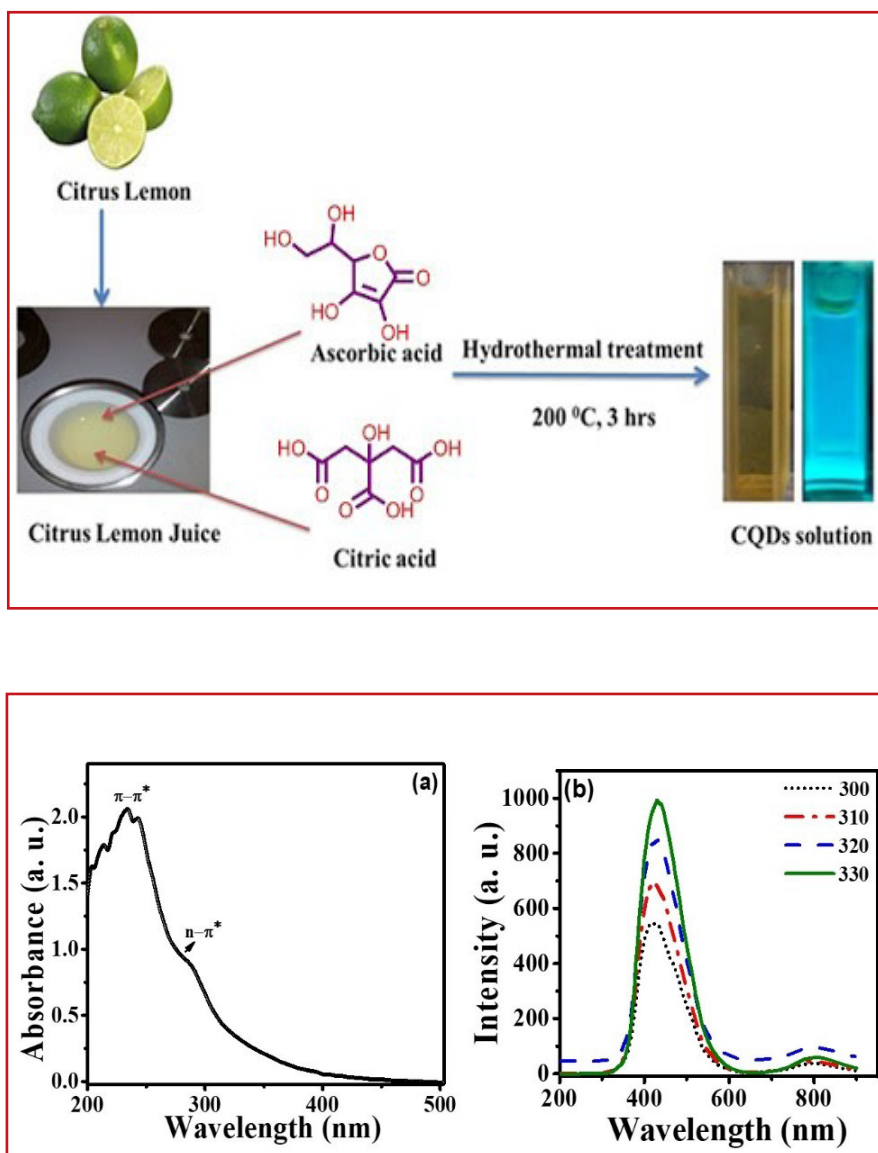 Citrus Lemon
Citrus Lemon Juice
OH
HO
O
O
HO
OH
Ascorbic acid
O
OH
O
HO
OH
O
O
OH
Citric acid
Hydrothermal treatment
200 ⁰C, 3 hrs
CQDs solution
(a)
π–π*
n–π*
Absorbance (a. u.)
2.0
1.5
1.0
0.5
0.0
200 300 400 500
Wavelength (nm)
(b)
300
310
320
330
Intensity (a. u.)
1000
800
600
400
200
0
200 400 600 800
Wavelength (nm)